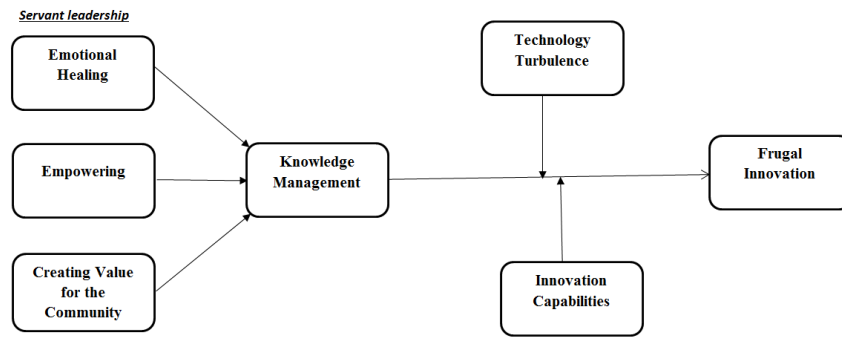 Servant leadership
Emotional
Healing
Technology
Turbulence
Empowering
Knowledge
Management
Frugal
Innovation
Creating Value
for the
Community
Innovation
Capabilities